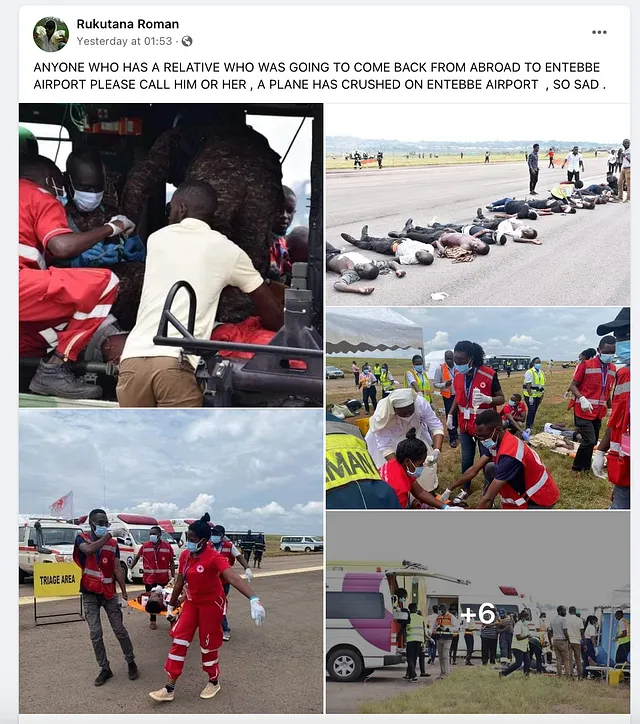 Rukutana Roman
Yesterday at 01:53 ·
ANYONE WHO HAS A RELATIVE WHO WAS GOING TO COME BACK FROM ABROAD TO ENTEBBE
AIRPORT PLEASE CALL HIM OR HER , A PLANE HAS CRUSHED ON ENTEBBE AIRPORT , SO SAD .
MAN
TRIAGE AREA
+6